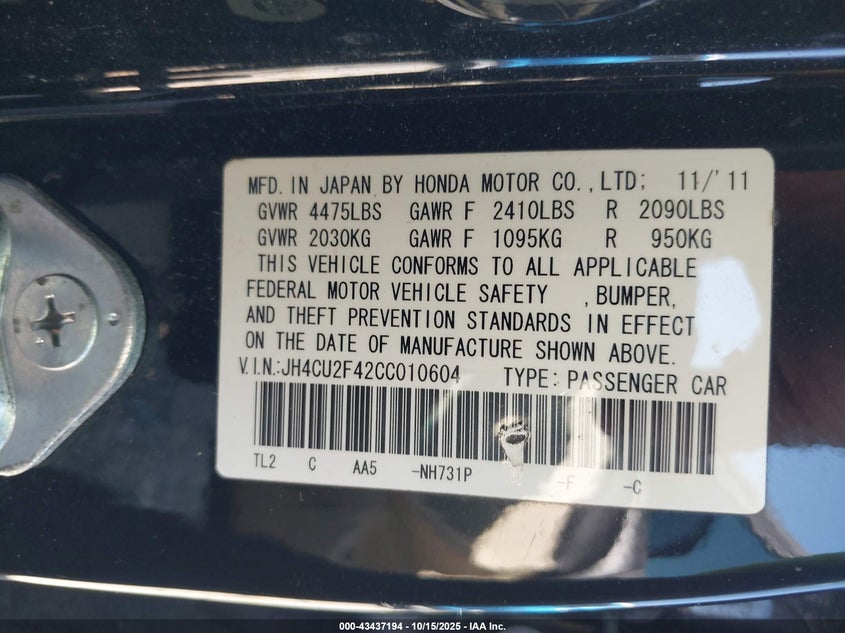 MFD. IN JAPAN BY HONDA MOTOR CO.,LTD; 11/'11
GVWR 4475LBS GAWR F 2410LBS R 2090LBS
GVWR 2030KG GAWR F 1095KG R 950KG
THIS VEHICLE CONFORMS TO ALL APPLICABLE
FEDERAL MOTOR VEHICLE SAFETY , BUMPER,
AND THEFT PREVENTION STANDARDS IN EFFECT
ON THE DATE OF MANUFACTURE SHOWN ABOVE.
V.I.N:JH4CU2F42CC010604 TYPE: PASSENGER CAR
TL2 C AA5 -NH731P -F -C
000-43437194 - 10/15/2025 - IAA Inc.